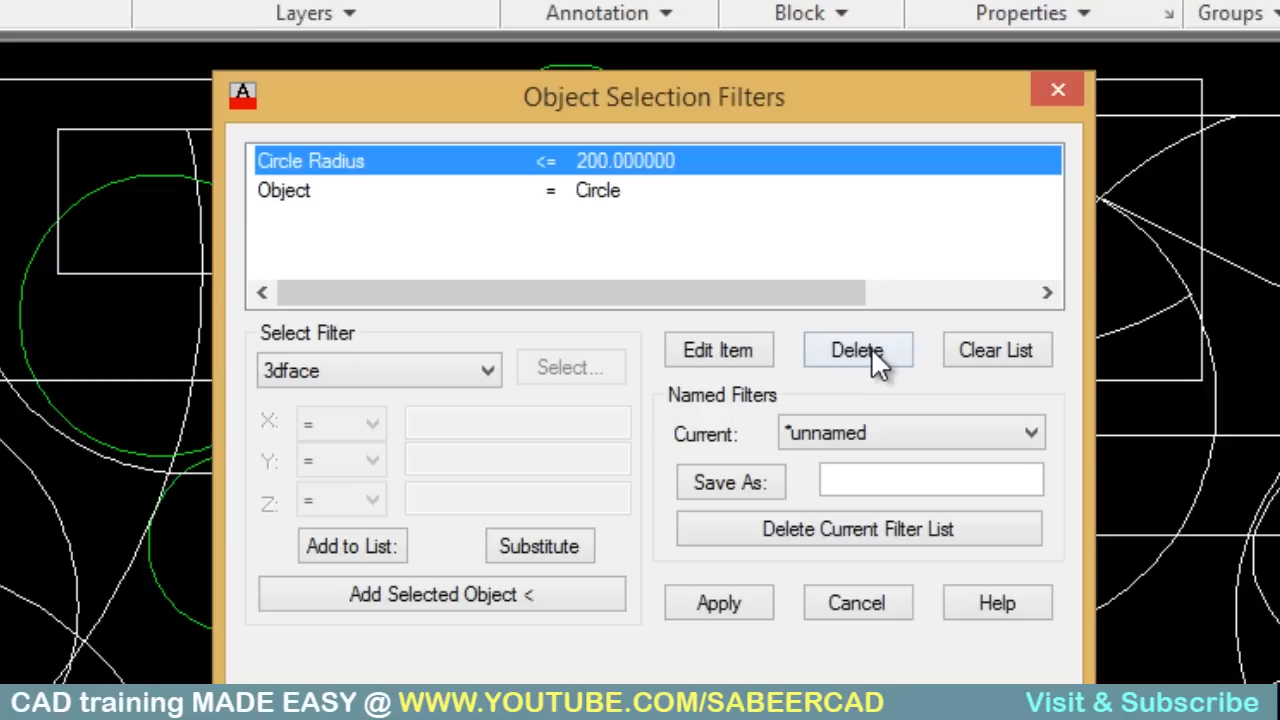 Layers Annotation Block Properties Groups
A
Object Selection Filters
Circle Radius <= 200.000000
Object = Circle
Select Filter
3dface Select...
X: =
Y: =
Z: =
Add to List: Substitute
Add Selected Object <
Edit Item Delete Clear List
Named Filters
Current: *unnamed
Save As:
Delete Current Filter List
Apply Cancel Help
CAD training MADE EASY @ WWW.YOUTUBE.COM/SABEERCAD Visit & Subscribe